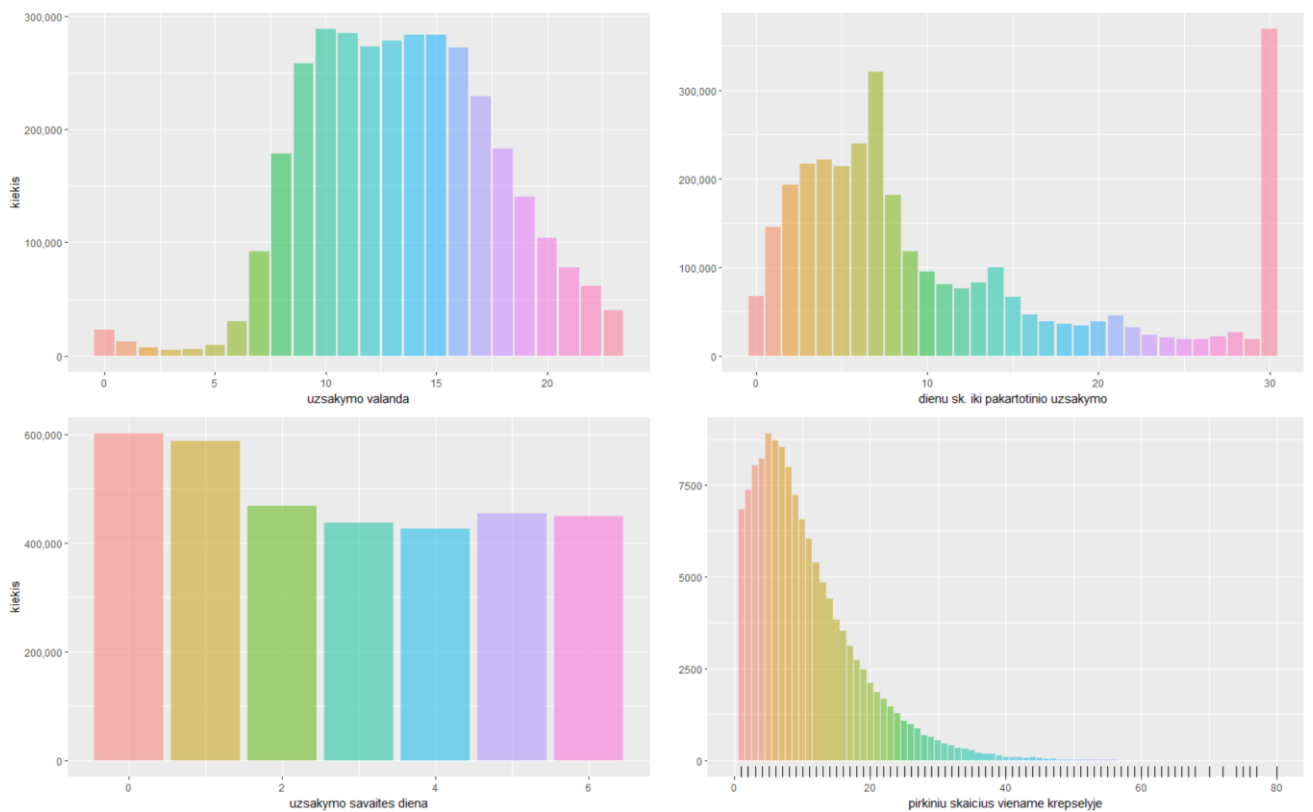 300,000
200,000
100,000
0
kiekis
0 5 10 15 20
uzsakymo valanda
300,000
200,000
100,000
0
0 10 20 30
dienu sk. iki pakartotinio uzsakymo
600,000
400,000
200,000
0
kiekis
0 2 4 6
uzsakymo savaites diena
7500
5000
2500
0
0 20 40 60 80
pirkiniu skaicius viename krepselyje